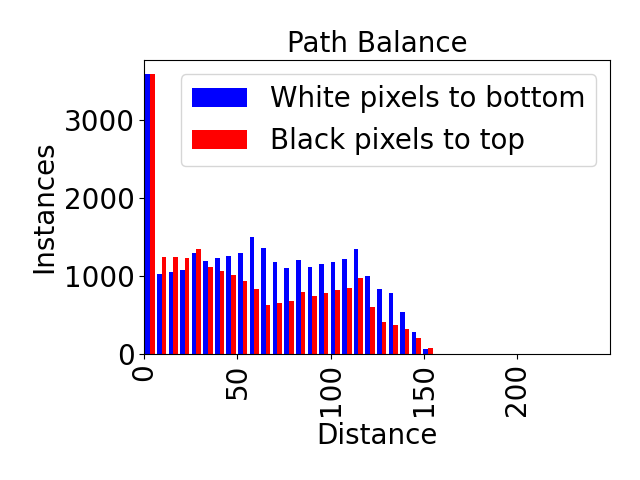 Path Balance
White pixels to bottom
Black pixels to top
Instances
3000
2000
1000
0
0
50
100
150
200
Distance